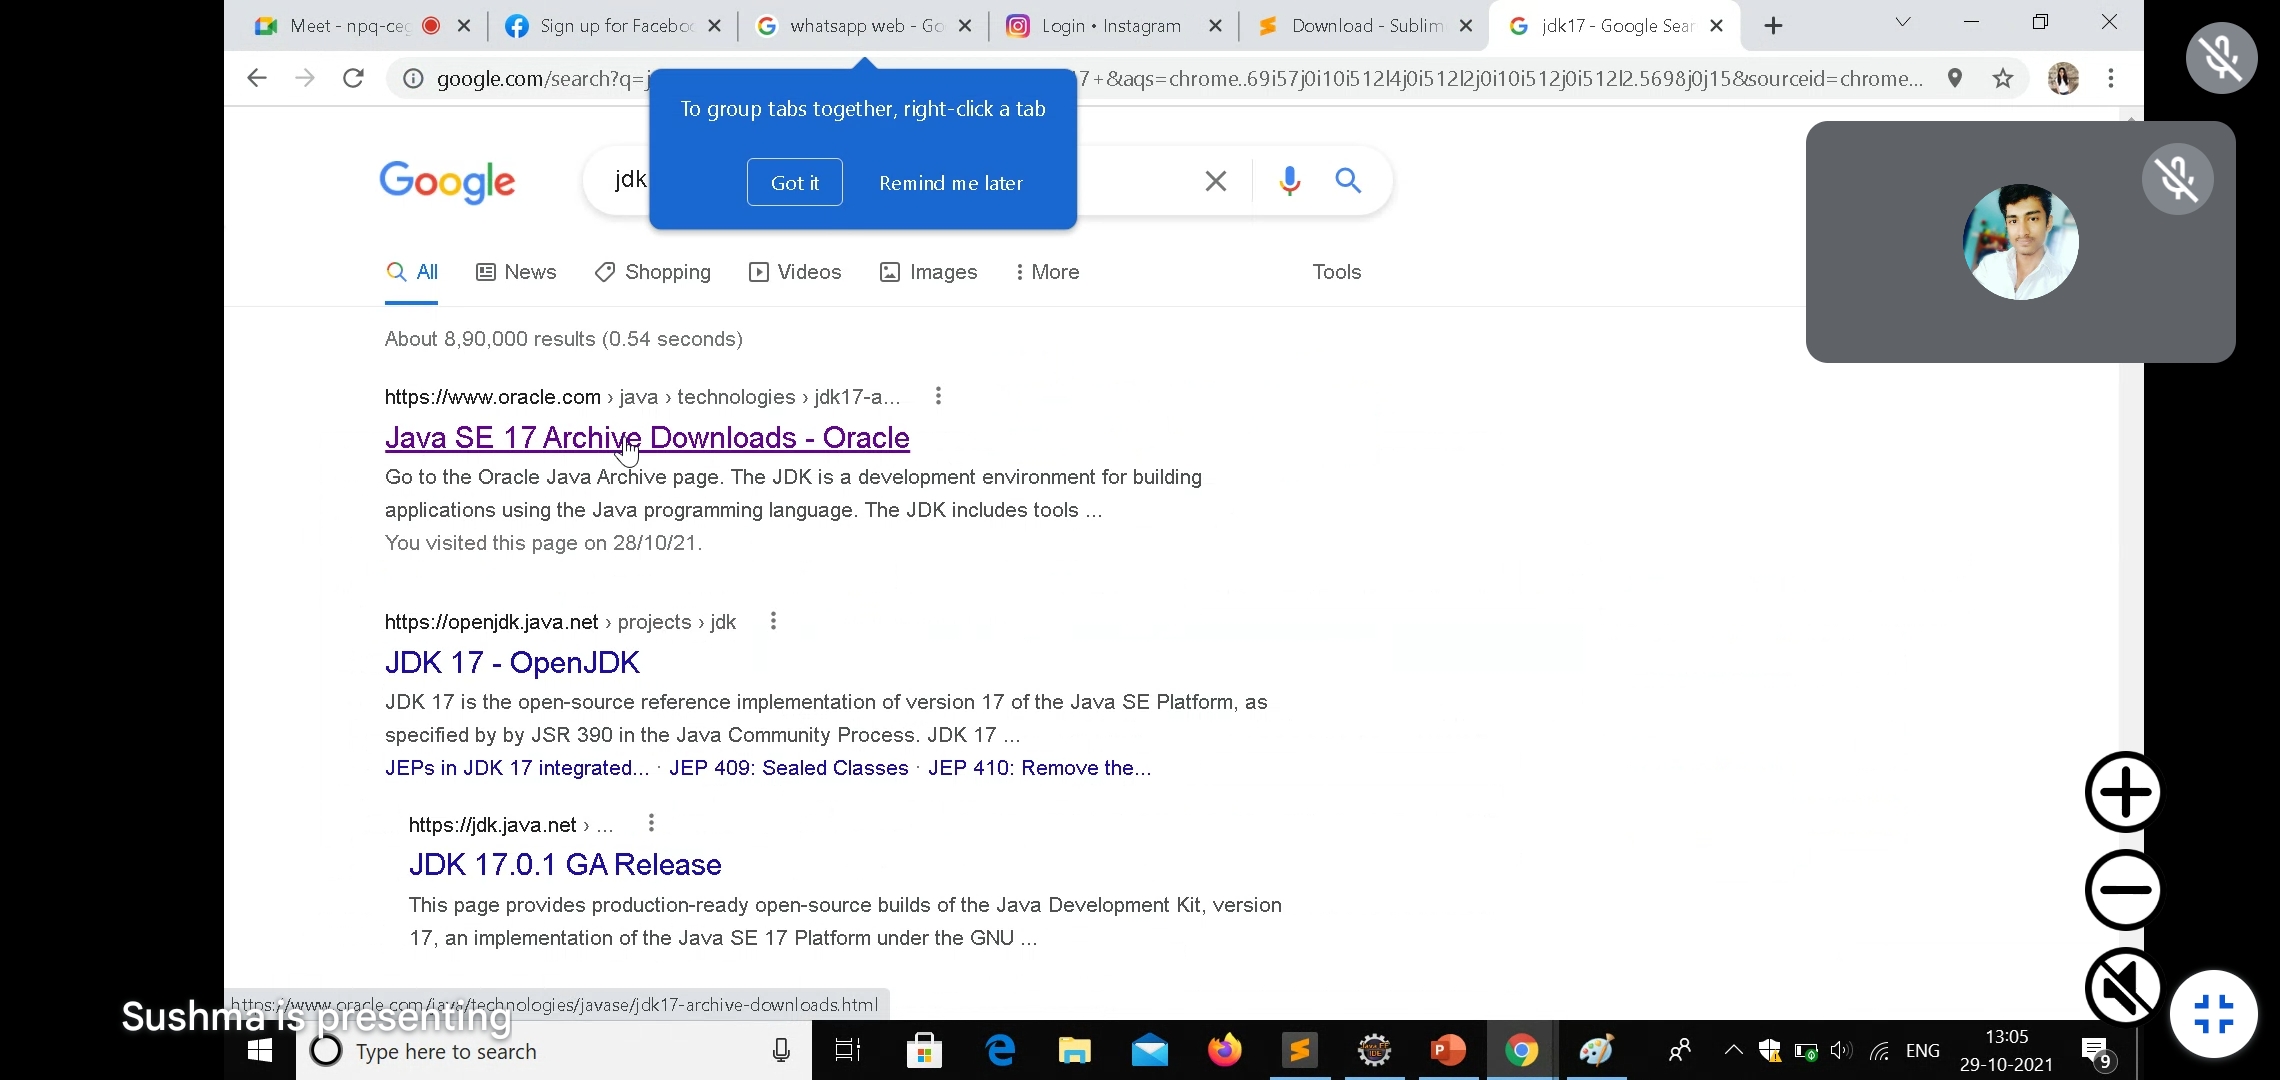 Meet - npq-ceg
Sign up for Faceboo
whatsapp web - Go
Login • Instagram
Download - Sublim
jdk17 - Google Sear
google.com/search?q=j
7+&aqs=chrome..69i57j0i10i512l4j0i512l2j0i10i512j0i512l2.5698j0j15&sourceid=chrome...
To group tabs together, right-click a tab
Got it
Remind me later
Google
jdk
All
News
Shopping
Videos
Images
More
Tools
About 8,90,000 results (0.54 seconds)
https://www.oracle.com › java › technologies › jdk17-a...
Java SE 17 Archive Downloads - Oracle
Go to the Oracle Java Archive page. The JDK is a development environment for building
applications using the Java programming language. The JDK includes tools ...
You visited this page on 28/10/21.
https://openjdk.java.net › projects › jdk
JDK 17 - OpenJDK
JDK 17 is the open-source reference implementation of version 17 of the Java SE Platform, as
specified by by JSR 390 in the Java Community Process. JDK 17 ...
JEPs in JDK 17 integrated... · JEP 409: Sealed Classes · JEP 410: Remove the...
https://jdk.java.net › ...
JDK 17.0.1 GA Release
This page provides production-ready open-source builds of the Java Development Kit, version
17, an implementation of the Java SE 17 Platform under the GNU ...
https://www.oracle.com/java/technologies/javase/jdk17-archive-downloads.html
Sushma is presenting
Type here to search
ENG
13:05
29-10-2021
9